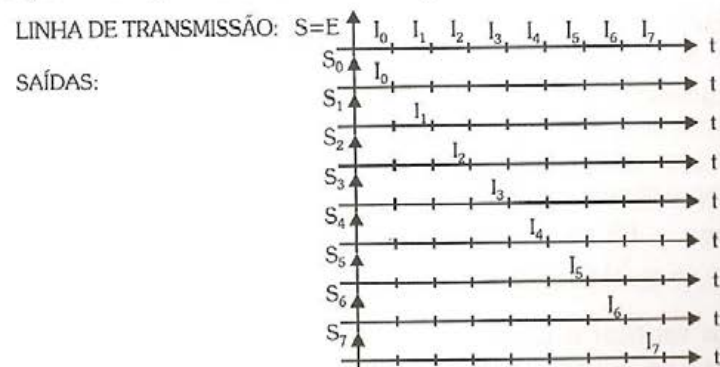 LINHA DE TRANSMISSÃO: S=E I₀ I₁ I₂ I₃ I₄ I₅ I₆ I₇ t
SAÍDAS: S₀ I₀ t
S₁ I₁ t
S₂ I₂ t
S₃ I₃ t
S₄ I₄ t
S₅ I₅ t
S₆ I₆ t
S₇ I₇ t